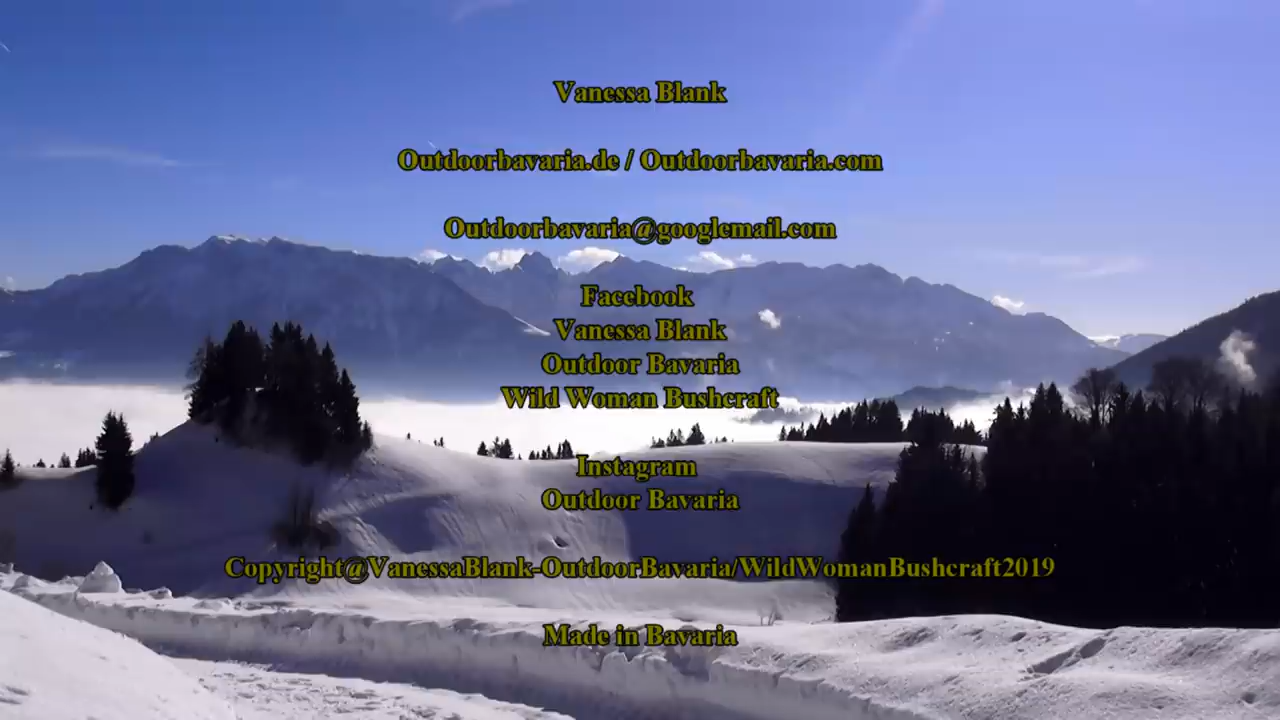 Vanessa Blank
Outdoorbavaria.de / Outdoorbavaria.com
Outdoorbavaria@googlemail.com
Facebook
Vanessa Blank
Outdoor Bavaria
Wild Woman Bushcraft
Instagram
Outdoor Bavaria
Copyright@VanessaBlank-OutdoorBavaria/WildWomanBushcraft2019
Made in Bavaria